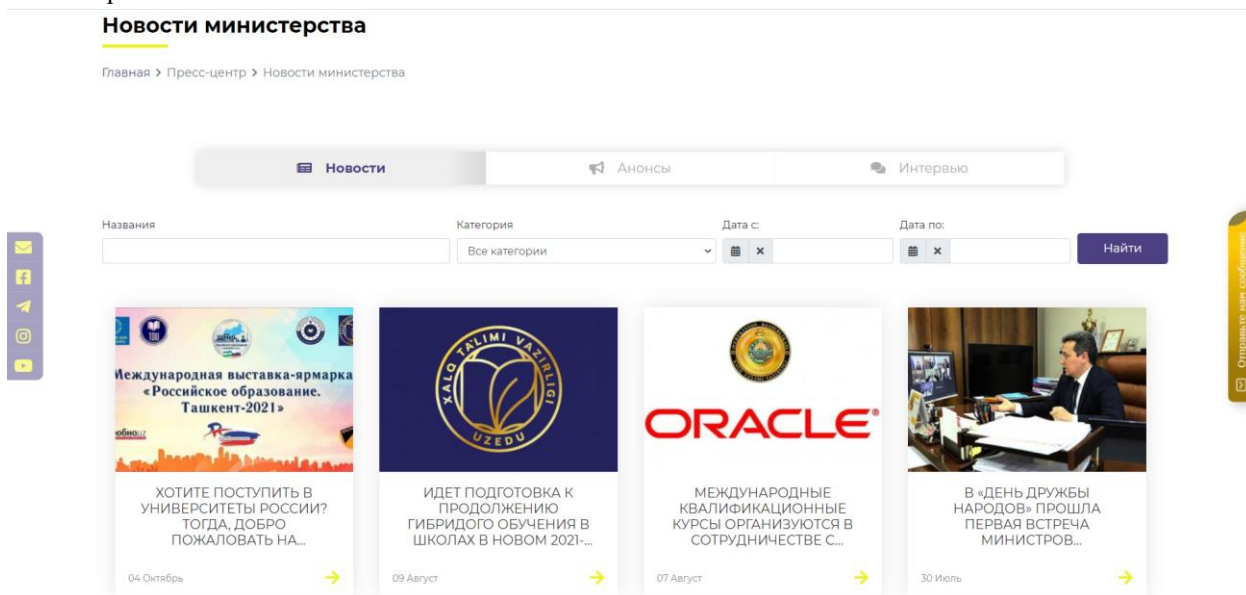 Новости министерства
Главная > Пресс-центр > Новости министерства
Новости
Анонсы
Интервью
Названия
Категория
Дата с:
Дата по:
Все категории
Найти
Отправьте нам сообщение
Международная выставка-ярмарка
«Российское образование.
Ташкент-2021»
XALQ TA'LIMI VAZIRLIGI
UZEDU
ORACLE
ХОТИТЕ ПОСТУПИТЬ В
УНИВЕРСИТЕТЫ РОССИИ?
ТОГДА, ДОБРО
ПОЖАЛОВАТЬ НА...
04 Октябрь
ИДЕТ ПОДГОТОВКА К
ПРОДОЛЖЕНИЮ
ГИБРИДОГО ОБУЧЕНИЯ В
ШКОЛАХ В НОВОМ 2021-...
09 Август
МЕЖДУНАРОДНЫЕ
КВАЛИФИКАЦИОННЫЕ
КУРСЫ ОРГАНИЗУЮТСЯ В
СОТРУДНИЧЕСТВЕ С...
07 Август
В «ДЕНЬ ДРУЖБЫ
НАРОДОВ» ПРОШЛА
ПЕРВАЯ ВСТРЕЧА
МИНИСТРОВ...
30 Июль